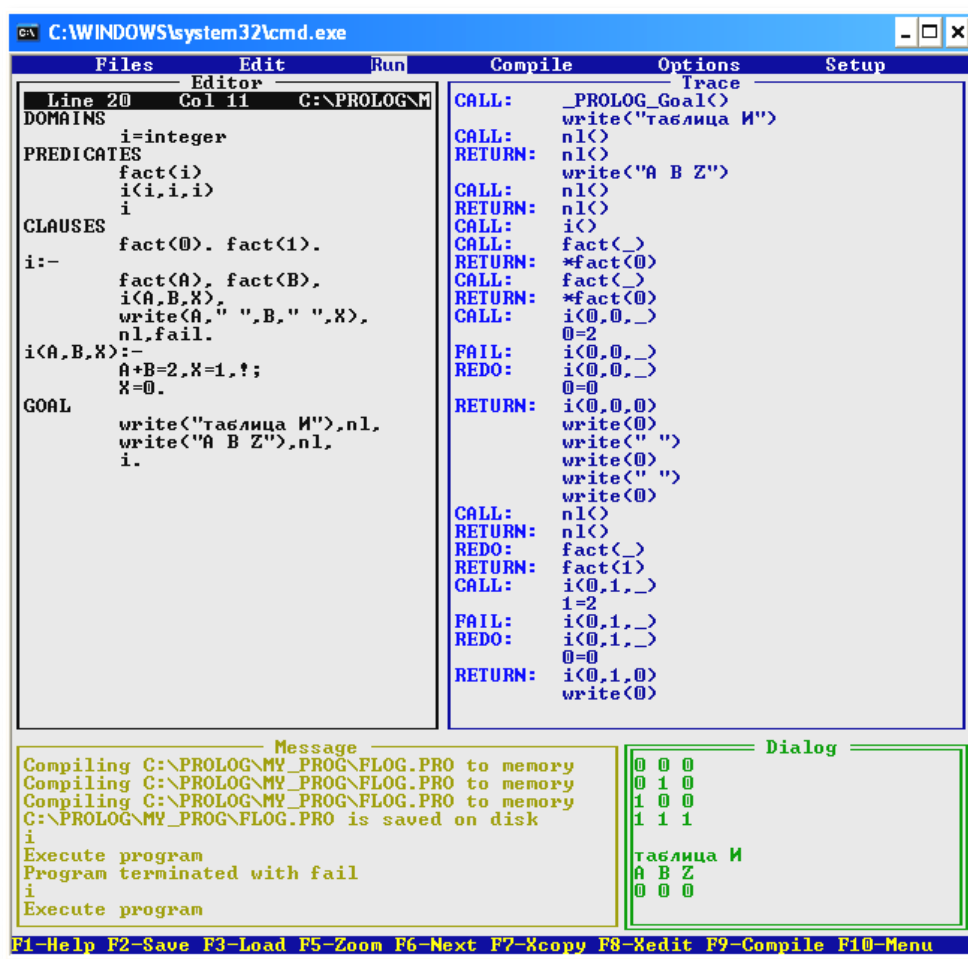 C:\WINDOWS\system32\cmd.exe
Files Edit Run Compile Options Setup
Editor
Line 20 Col 11 C:\PROLOG\M
DOMAINS
i=integer
PREDICATES
fact(i)
i(i,i,i)
i
CLAUSES
fact(0). fact(1).
i:-
fact(A), fact(B),
i(A,B,X),
write(A," ",B," ",X),
nl,fail.
i(A,B,X):-
A+B=2,X=1,!;
X=0.
GOAL
write("таблица И"),nl,
write("A B Z"),nl,
i.
Trace
CALL: _PROLOG_Goal()
write("таблица И")
CALL: nl()
RETURN: nl()
write("A B Z")
CALL: nl()
RETURN: nl()
CALL: i()
CALL: fact(_)
RETURN: *fact(0)
CALL: fact(_)
RETURN: *fact(0)
CALL: i(0,0,_)
0=2
FAIL: i(0,0,_)
REDO: i(0,0,_)
0=0
RETURN: i(0,0,0)
write(0)
write(" ")
write(0)
write(" ")
write(0)
CALL: nl()
RETURN: nl()
REDO: fact(_)
RETURN: fact(1)
CALL: i(0,1,_)
1=2
FAIL: i(0,1,_)
REDO: i(0,1,_)
0=0
RETURN: i(0,1,0)
write(0)
Message
Compiling C:\PROLOG\MY_PROG\FLOG.PRO to memory
Compiling C:\PROLOG\MY_PROG\FLOG.PRO to memory
Compiling C:\PROLOG\MY_PROG\FLOG.PRO to memory
C:\PROLOG\MY_PROG\FLOG.PRO is saved on disk
i
Execute program
Program terminated with fail
i
Execute program
Dialog
0 0 0
0 1 0
1 0 0
1 1 1
таблица И
A B Z
0 0 0
F1-Help F2-Save F3-Load F5-Zoom F6-Next F7-Xcopy F8-Xedit F9-Compile F10-Menu